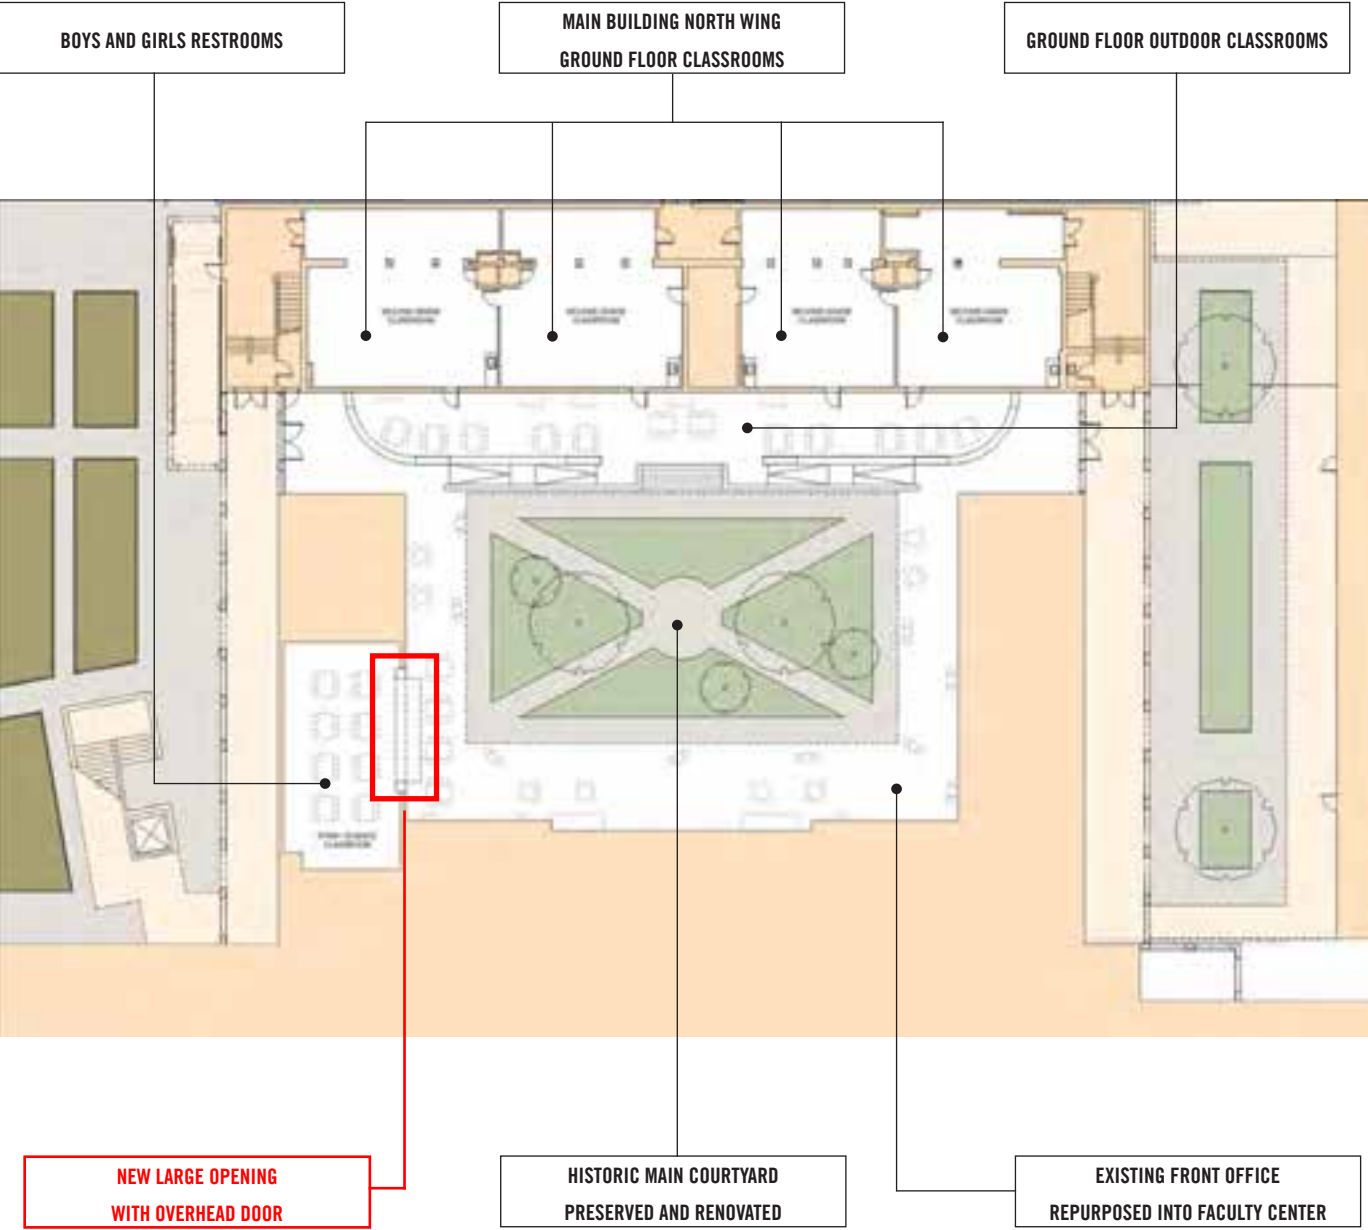 BOYS AND GIRLS RESTROOMS
MAIN BUILDING NORTH WING
GROUND FLOOR CLASSROOMS
GROUND FLOOR OUTDOOR CLASSROOMS
NEW LARGE OPENING
WITH OVERHEAD DOOR
HISTORIC MAIN COURTYARD
PRESERVED AND RENOVATED
EXISTING FRONT OFFICE
REPURPOSED INTO FACULTY CENTER